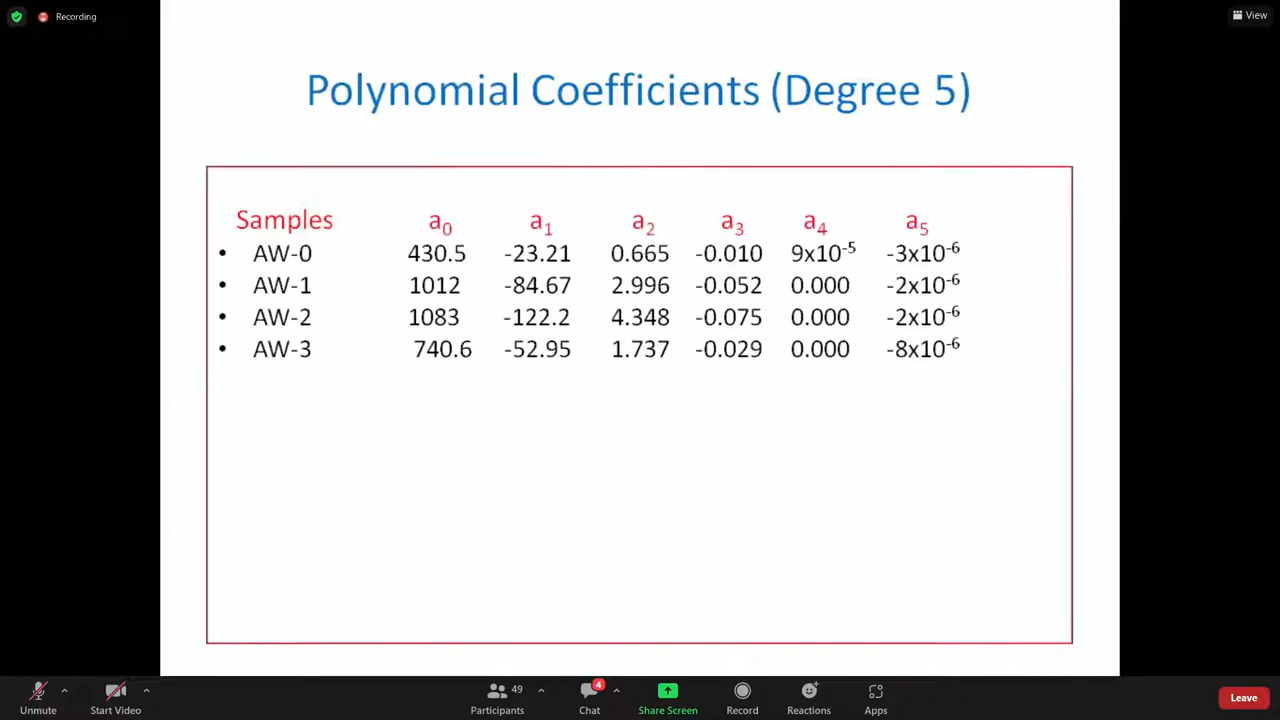 Recording
View
Polynomial Coefficients (Degree 5)
Samples a₀ a₁ a₂ a₃ a₄ a₅
• AW-0 430.5 -23.21 0.665 -0.010 9x10⁻⁵ -3x10⁻⁶
• AW-1 1012 -84.67 2.996 -0.052 0.000 -2x10⁻⁶
• AW-2 1083 -122.2 4.348 -0.075 0.000 -2x10⁻⁶
• AW-3 740.6 -52.95 1.737 -0.029 0.000 -8x10⁻⁶
49 4
Unmute Start Video Participants Chat Share Screen Record Reactions Apps Leave